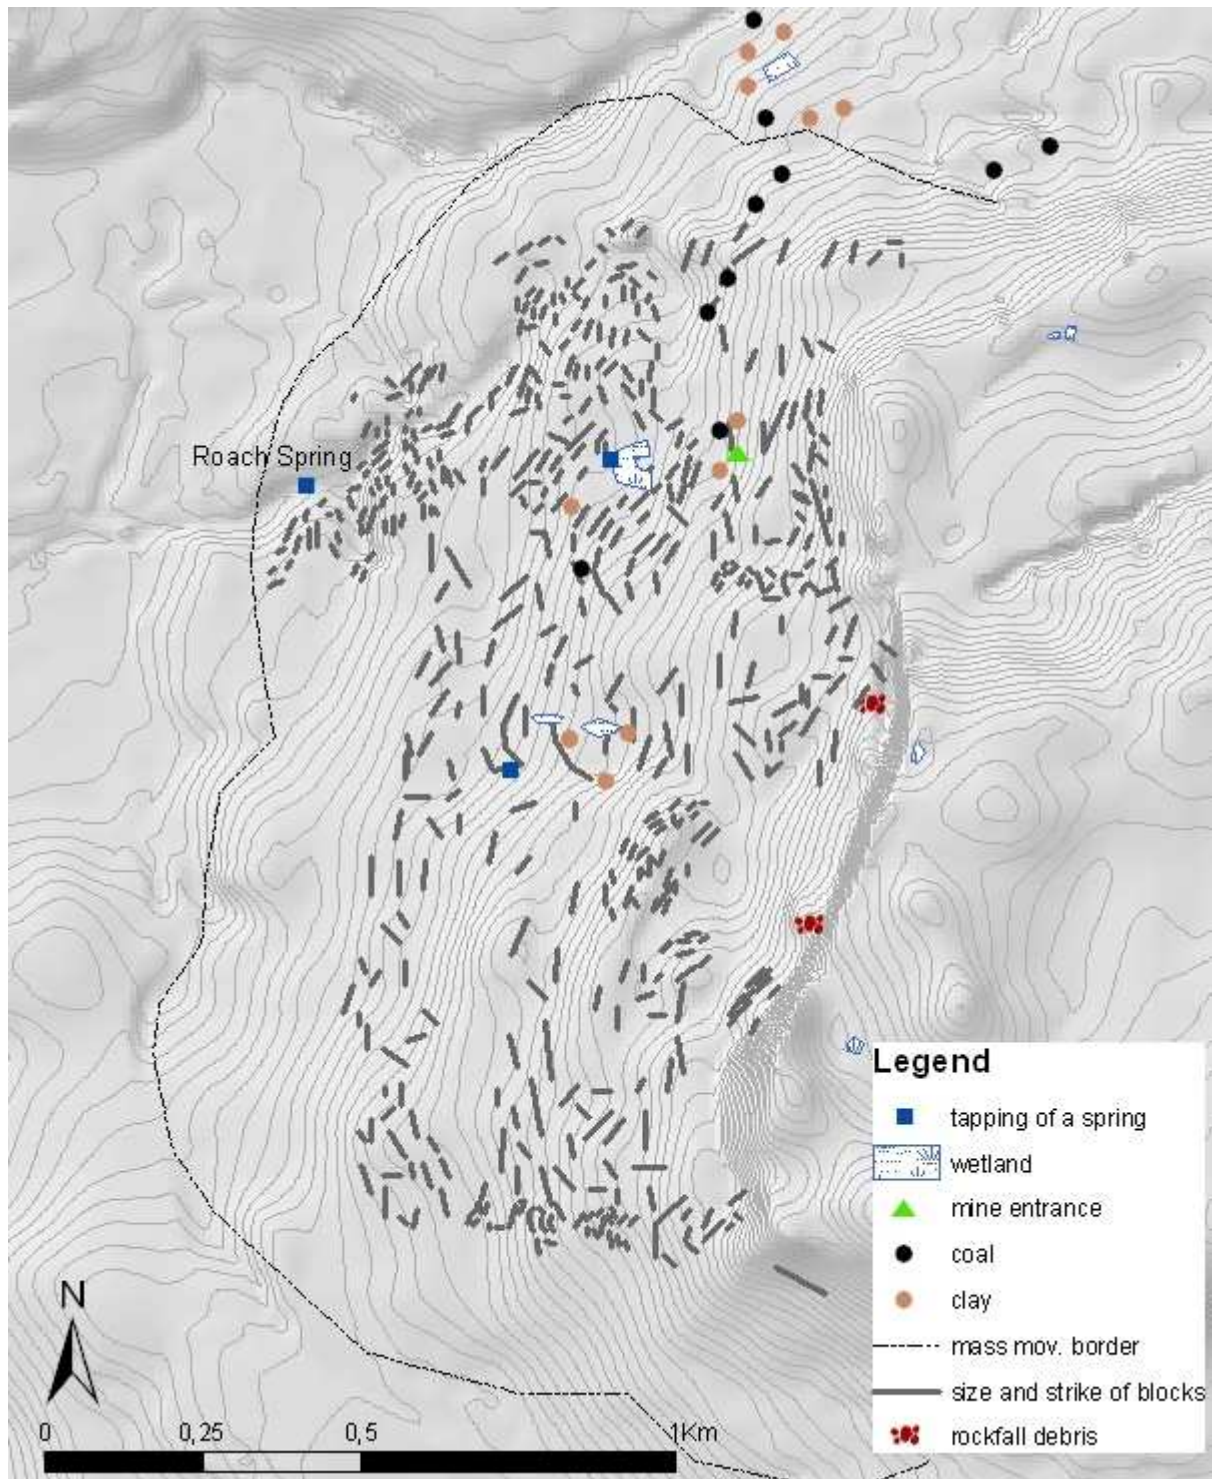 Roach Spring
Legend
tapping of a spring
wetland
mine entrance
coal
clay
mass mov. border
size and strike of blocks
rockfall debris
N
0 0,25 0,5 1Km